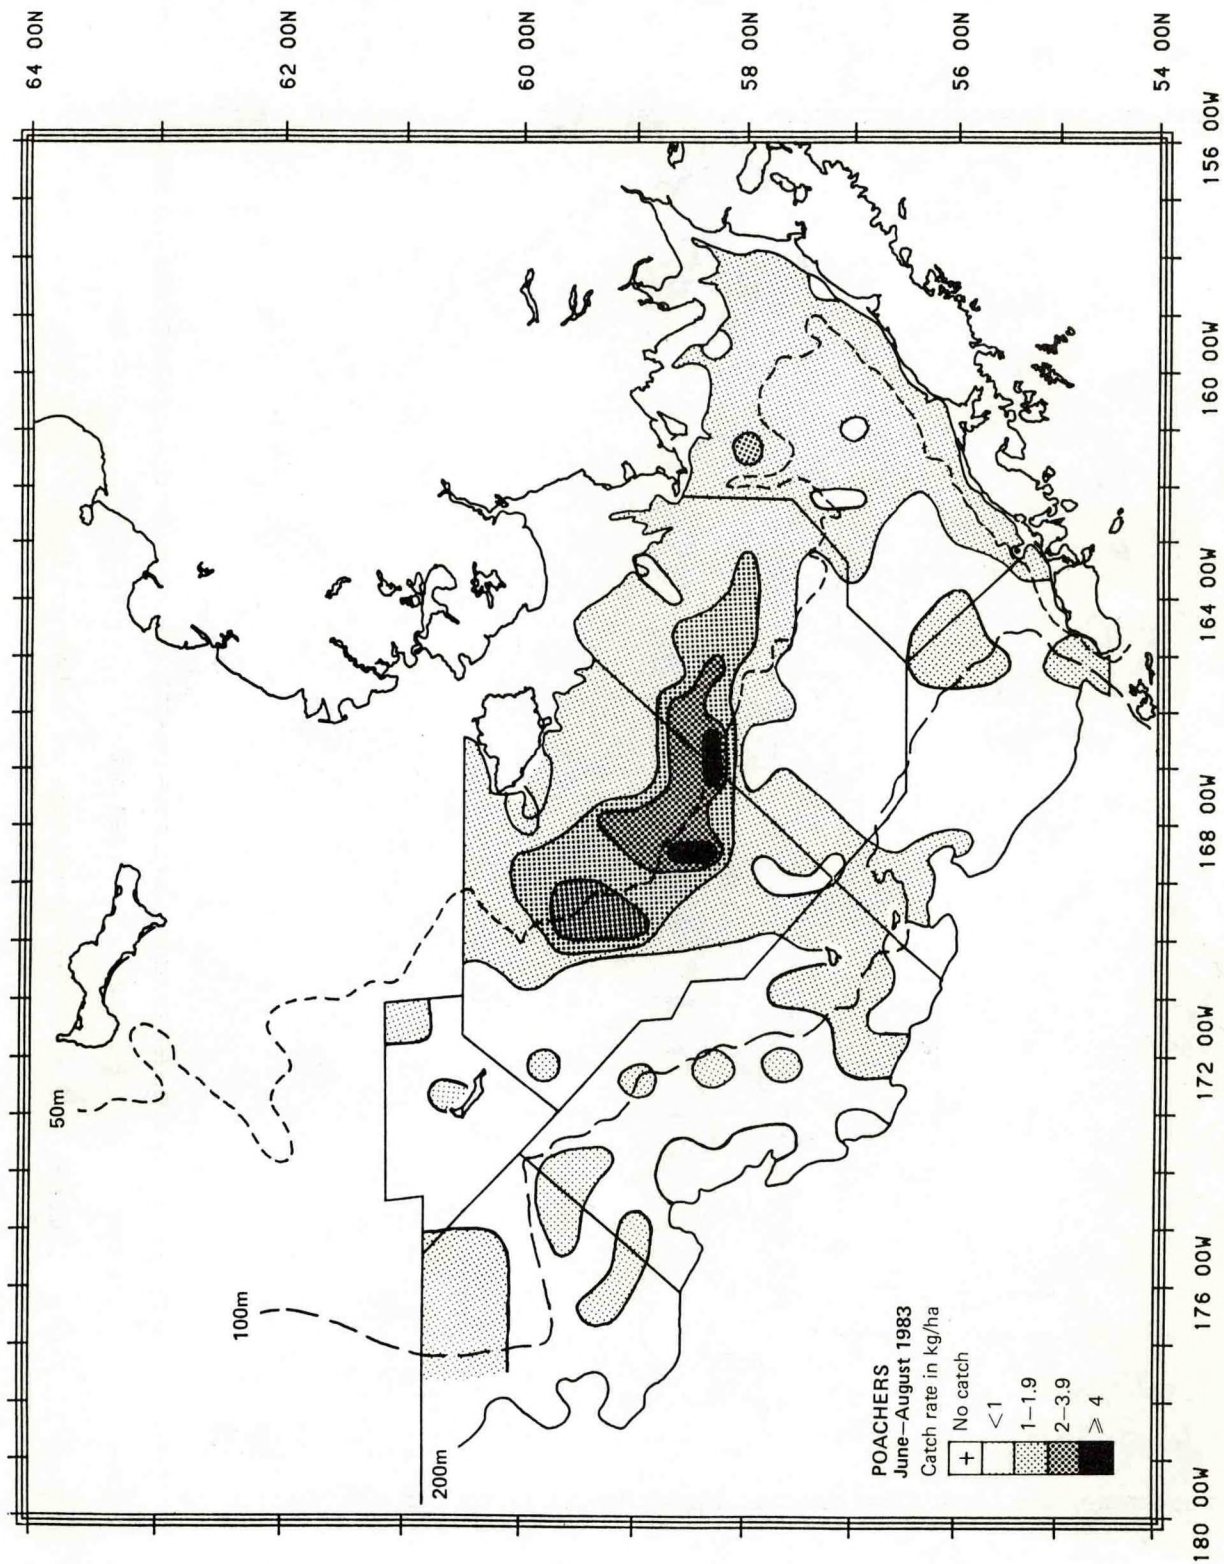 64 00N
62 00N
60 00N
58 00N
56 00N
54 00N
156 00W
160 00W
164 00W
168 00W
172 00W
176 00W
180 00W
50m
100m
200m
POACHERS
June–August 1983
Catch rate in kg/ha
+ No catch
<1
1–1.9
2–3.9
⩾ 4